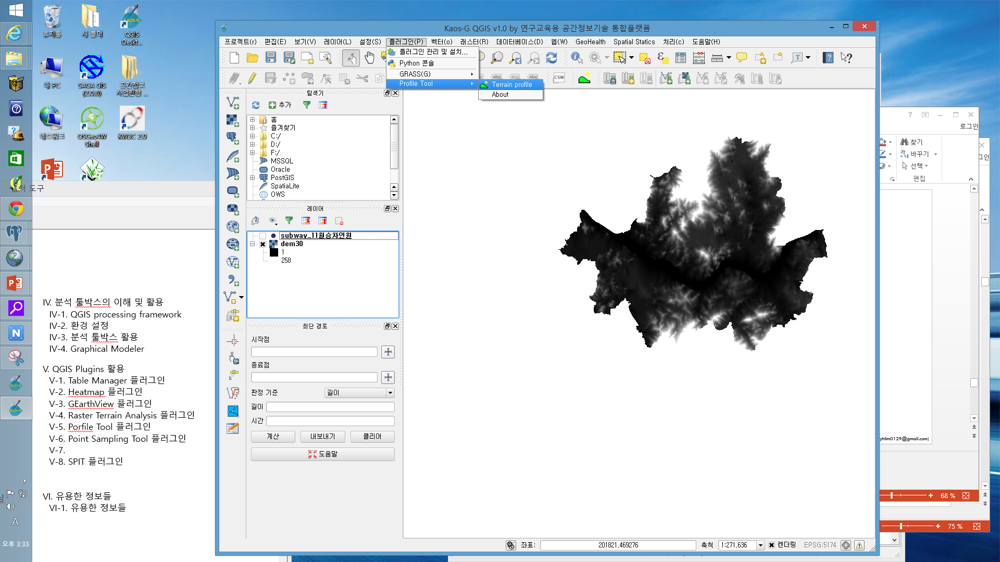 휴지통
새 폴더
QGIS
Deskt...
내 PC
SAGA GIS
(2.0.8)
공간정보
사업진행 ...
네트워크
OSGeo4W
Shell
KW3C 2.0
도구
IV. 분석 툴박스의 이해 및 활용
IV-1. QGIS processing framework
IV-2. 환경 설정
IV-3. 분석 툴박스 활용
IV-4. Graphical Modeler
V. QGIS Plugins 활용
V-1. Table Manager 플러그인
V-2. Heatmap 플러그인
V-3. GEarthView 플러그인
V-4. Raster Terrain Analysis 플러그인
V-5. Porfile Tool 플러그인
V-6. Point Sampling Tool 플러그인
V-7.
V-8. SPIT 플러그인
VI. 유용한 정보들
VI-1. 유용한 정보들
A
오후 3:33
Kaos-G QGIS v1.0 by 연구교육용 공간정보기술 통합플랫폼
프로젝트(r) 편집(E) 보기(V) 레이어(L) 설정(S) 플러그인(P) 벡터(o) 래스터(R) 데이터베이스(D) 웹(W) GeoHealth Spatial Statics 처리(c) 도움말(H)
플러그인 관리 및 설치...
Python 콘솔
GRASS(G)
Profile Tool
Terrain profile
About
abc abc abc CSW
탐색기
추가
홈
즐겨찾기
C:/
D:/
F:/
MSSQL
Oracle
PostGIS
SpatiaLite
OWS
레이어
subway_11월승차인원
dem30
1
258
최단 경로
시작점
종료점
판정 기준 길이
길이
시간
계산 내보내기 클리어
도움말
좌표: 201821,469276 축척 1:271,636 렌더링 EPSG:5174
로그인
찾기
바꾸기
선택
편집
그인
yhlim0129@gmail.com)
68 %
75 %